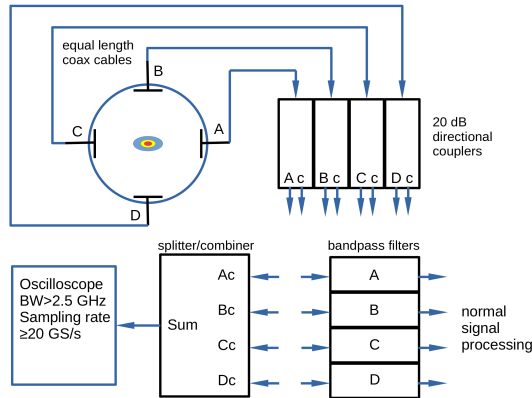 equal length
coax cables
B
C
A
D
20 dB
directional
couplers
A c B c C c D c
splitter/combiner
bandpass filters
Oscilloscope
BW>2.5 GHz
Sampling rate
≥20 GS/s
Sum
Ac
Bc
Cc
Dc
A
B
C
D
normal
signal
processing